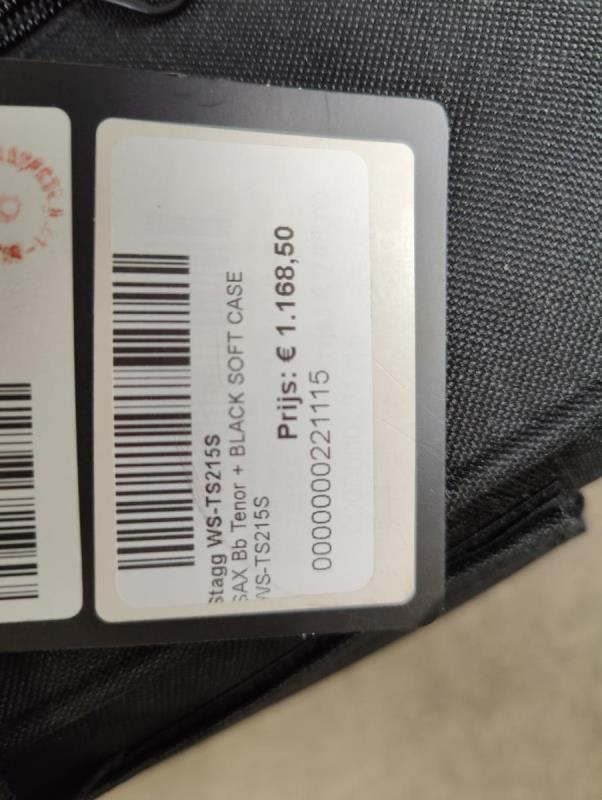 Stagg WS-TS215S
SAX Bb Tenor + BLACK SOFT CASE
WS-TS215S
Prijs: € 1.168,50
0000000221115